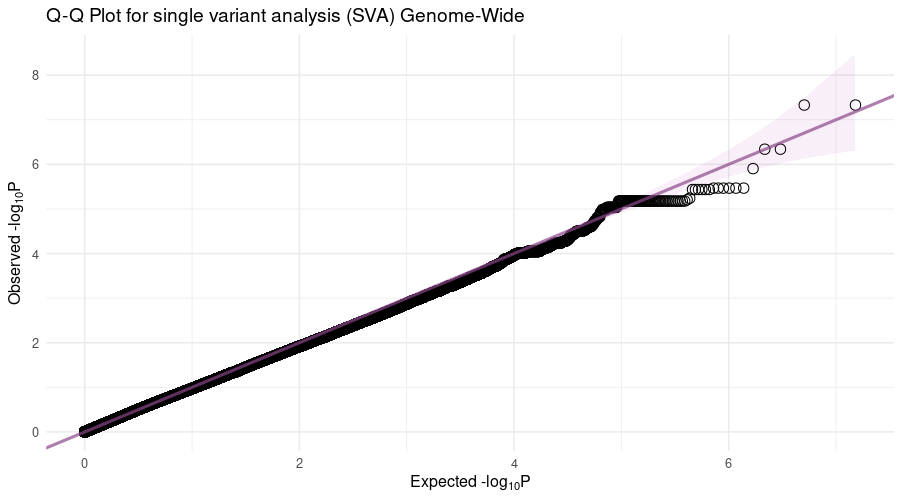 Q-Q Plot for single variant analysis (SVA) Genome-Wide
Observed -log₁₀P
8
6
4
2
0
0 2 4 6
Expected -log₁₀P